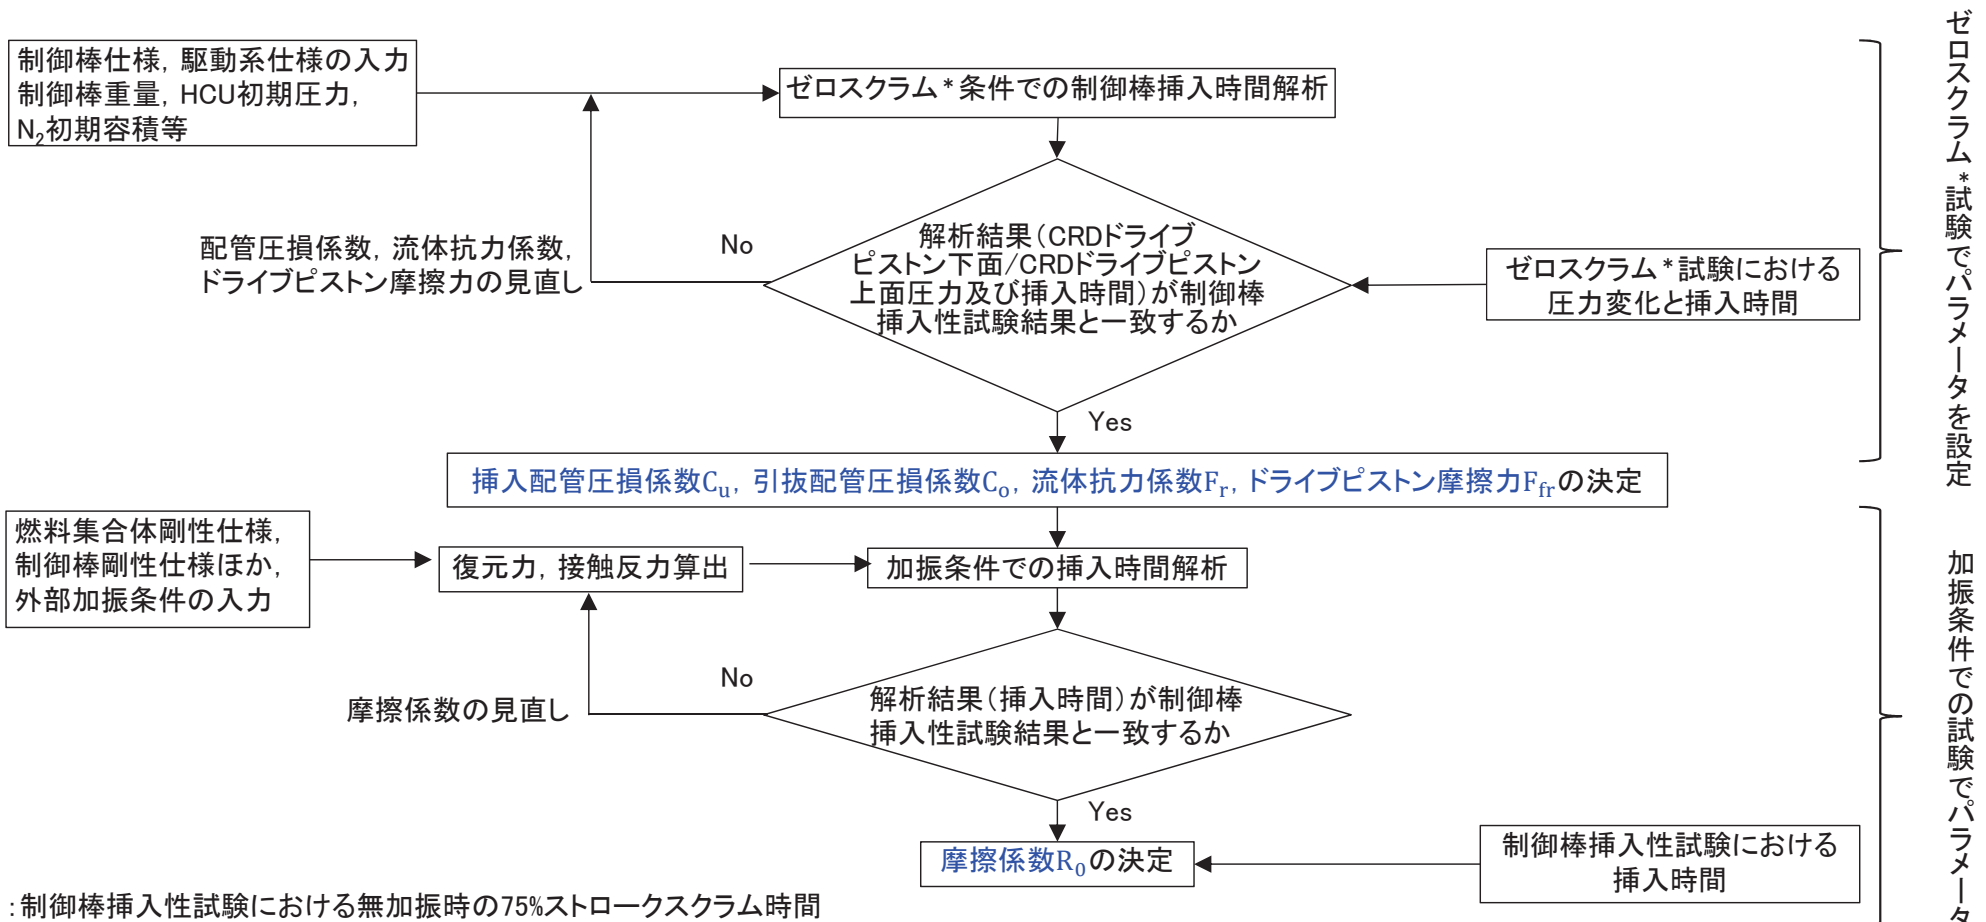 制御棒仕様，駆動系仕様の入力
制御棒重量，HCU初期圧力，
N₂初期容積等
ゼロスクラム*条件での制御棒挿入時間解析
配管圧損係数，流体抗力係数，
ドライブピストン摩擦力の見直し
No
解析結果（CRDドライブ
ピストン下面/CRDドライブピストン
上面圧力及び挿入時間）が制御棒
挿入性試験結果と一致するか
ゼロスクラム*試験における
圧力変化と挿入時間
Yes
挿入配管圧損係数Cᵤ，引抜配管圧損係数Cₒ，流体抗力係数Fᵣ，ドライブピストン摩擦力F_frの決定
ゼロスクラム*試験でパラメータを設定
燃料集合体剛性仕様，
制御棒剛性仕様ほか，
外部加振条件の入力
復元力，接触反力算出
加振条件での挿入時間解析
摩擦係数の見直し
No
解析結果（挿入時間）が制御棒
挿入性試験結果と一致するか
Yes
摩擦係数R₀の決定
制御棒挿入性試験における
挿入時間
加振条件での試験でパラメータ
:制御棒挿入性試験における無加振時の75%ストロークスクラム時間